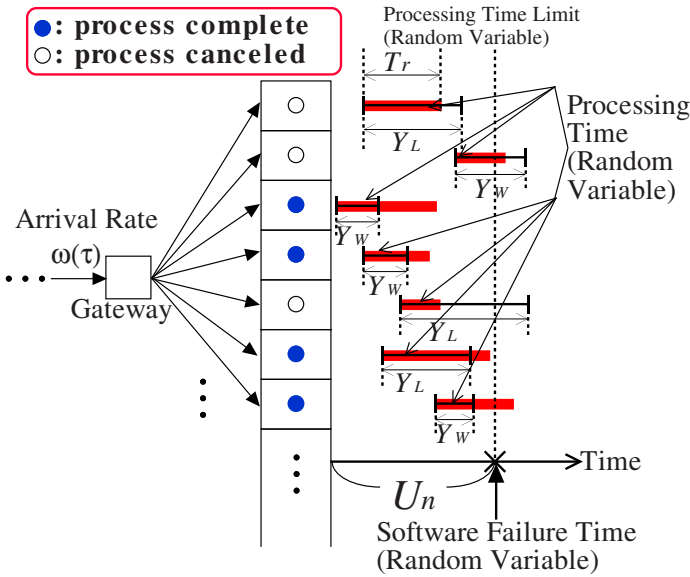 : process complete
: process canceled
Processing Time Limit
(Random Variable)
Tr
YL
Processing
Time
(Random
Variable)
YW
Arrival Rate
ω(τ)
Gateway
YW
YW
YL
YL
YW
Time
Un
Software Failure Time
(Random Variable)